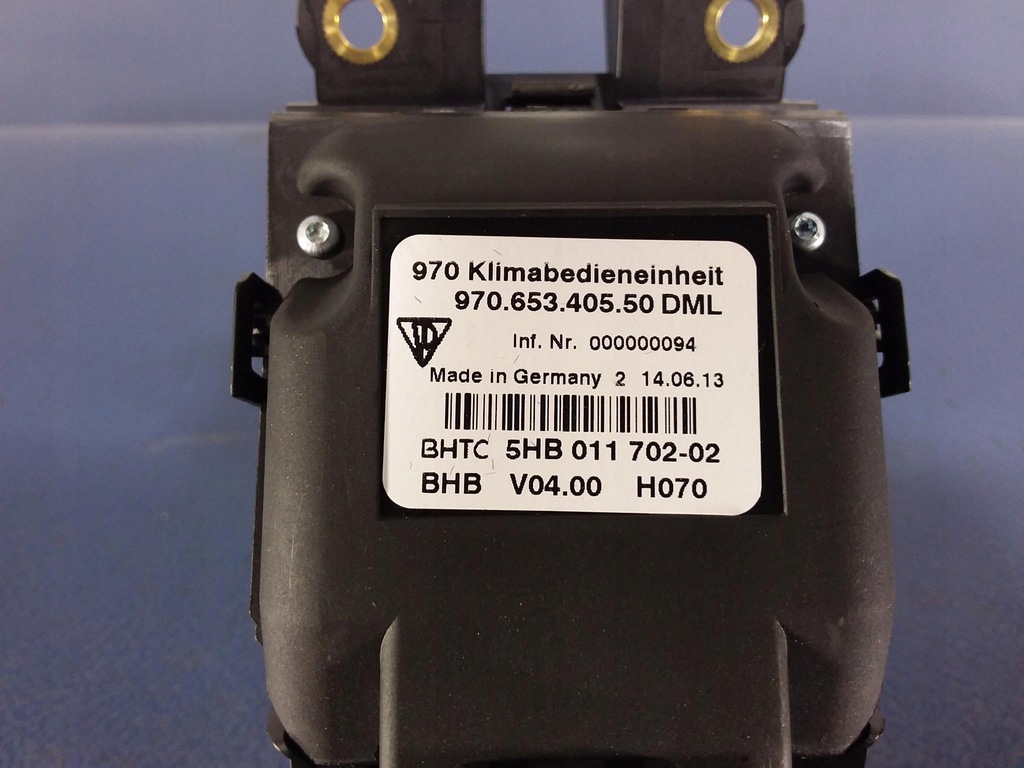 970 Klimabedieneinheit
970.653.405.50 DML
Inf. Nr. 000000094
Made in Germany 2 14.06.13
BHTC 5HB 011 702-02
BHB V04.00 H070